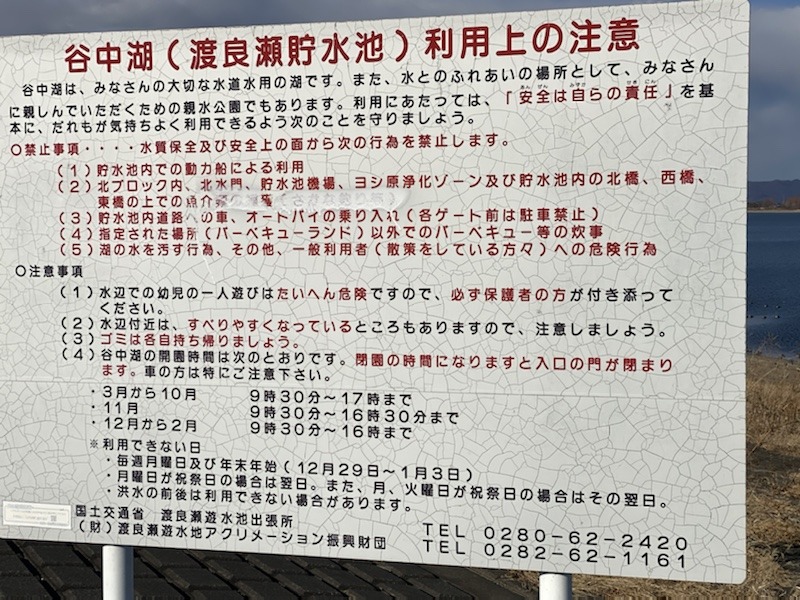 谷中湖(渡良瀬貯水池)利用上の注意
谷中湖は、みなさんの大切な水道水用の湖です。また、水とのふれあいの場所として、みなさん
に親しんでいただくための親水公園でもあります。利用にあたっては、「安全は自らの責任」を基
あんぜん みずか せきにん
本に、だれもが気持ちよく利用できるよう次のことを守りましょう。
○禁止事項・・・・水質保全及び安全上の面から次の行為を禁止します。
(1)貯水池内での動力船による利用
(2)北ブロック内、北水門、貯水池機場、ヨシ原浄化ゾーン及び貯水池内の北橋、西橋、
東橋の上での
(3)貯水池内道路への車、オートバイの乗り入れ(各ゲート前は駐車禁止)
(4)指定された場所(バーベキューランド)以外でのバーベキュー等の炊事
(5)湖の水を汚す行為、その他、一般利用者(散策をしている方々)への危険行為
○注意事項
(1)水辺での幼児の一人遊びはたいへん危険ですので、必ず保護者の方が付き添って
ください。
(2)水辺付近は、すべりやすくなっているところもありますので、注意しましょう。
(3)ゴミは各自持ち帰りましょう。
(4)谷中湖の開園時間は次のとおりです。閉園の時間になりますと入口の門が閉まり
ます。車の方は特にご注意下さい。
・3月から10月 9時30分~17時まで
・11月 9時30分~16時30分まで
・12月から2月 9時30分~16時まで
※利用できない日
・毎週月曜日及び年末年始(12月29日~1月3日)
・月曜日が祝祭日の場合は翌日。また、月、火曜日が祝祭日の場合はその翌日。
・洪水の前後は利用できない場合があります。
国土交通省 渡良瀬遊水池出張所 TEL 0280-62-2420
(財)渡良瀬遊水地アクリメーション振興財団 TEL 0282-62-1161